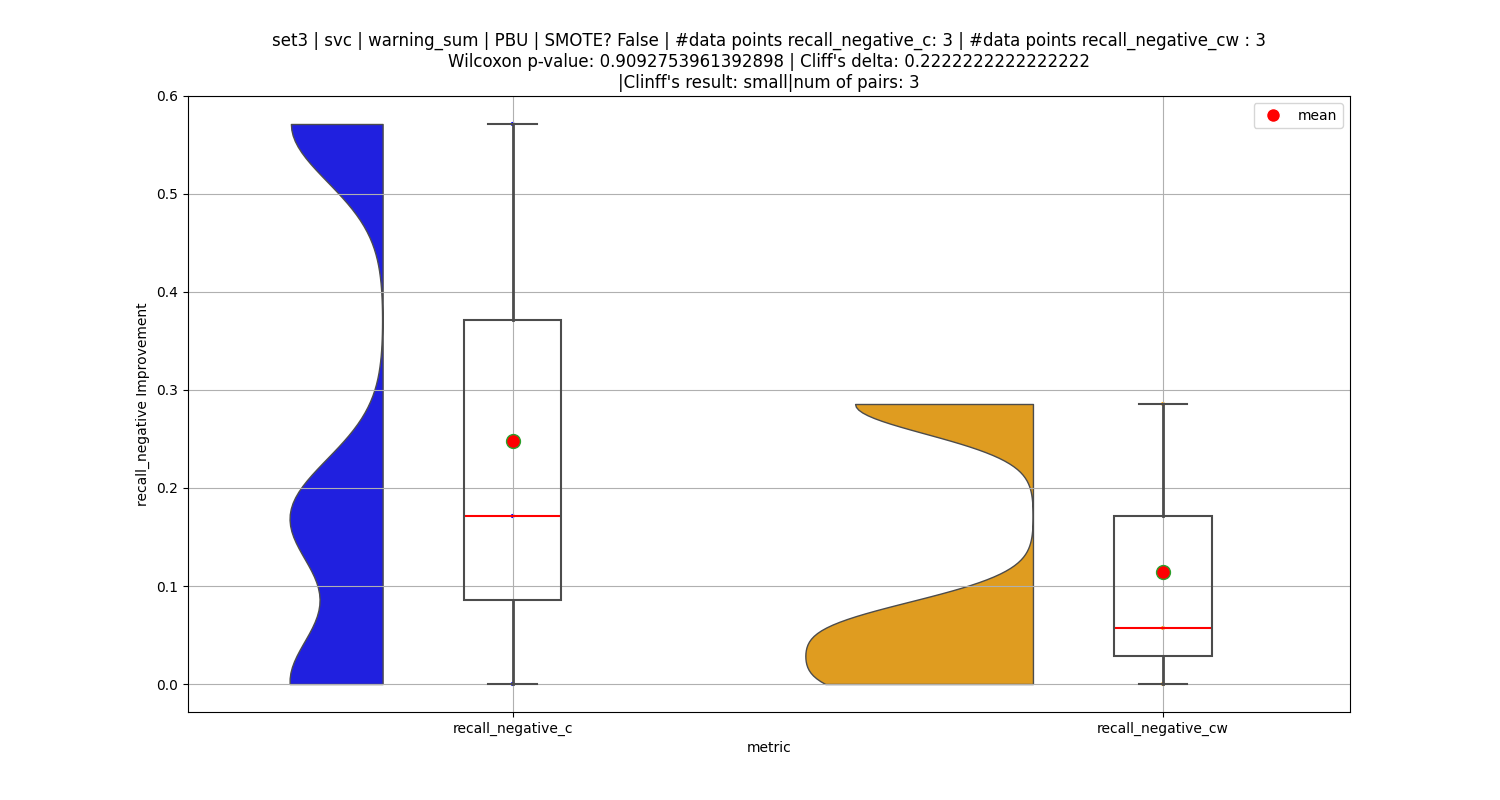 set3 | svc | warning_sum | PBU | SMOTE? False | #data points recall_negative_c: 3 | #data points recall_negative_cw : 3
Wilcoxon p-value: 0.9092753961392898 | Cliff's delta: 0.2222222222222222
|Clinff's result: small|num of pairs: 3
mean
0.6
0.5
0.4
0.3
0.2
0.1
0.0
recall_negative Improvement
recall_negative_c
recall_negative_cw
metric